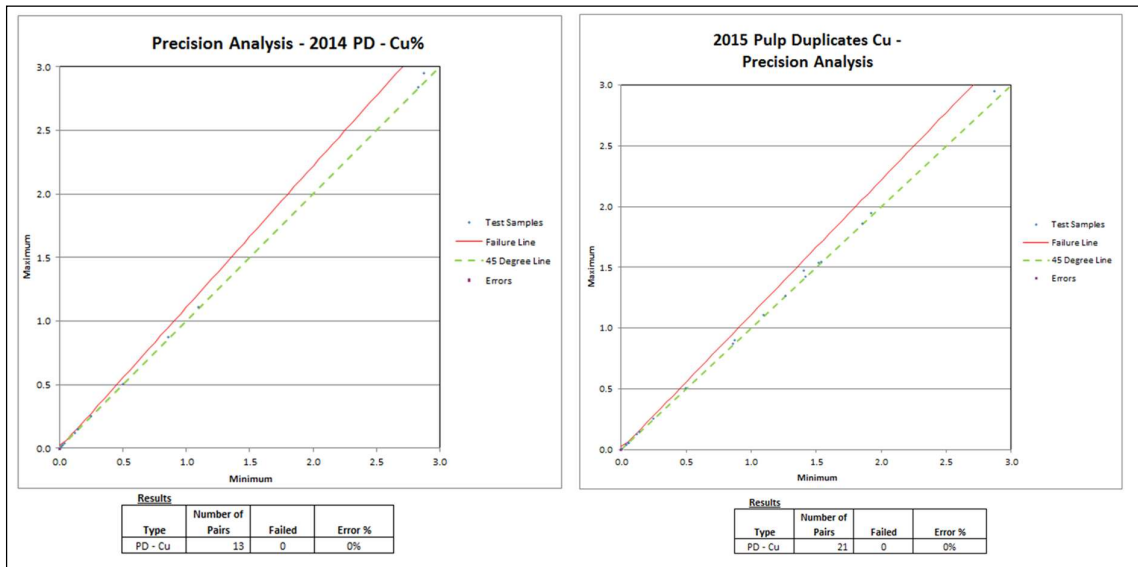 Precision Analysis - 2014 PD - Cu%
3.0
2.5
2.0
1.5
1.0
0.5
0.0
Maximum
0.0 0.5 1.0 1.5 2.0 2.5 3.0
Minimum
Test Samples
Failure Line
45 Degree Line
Errors
Results
Type Number of Pairs Failed Error %
PD - Cu 13 0 0%
2015 Pulp Duplicates Cu -
Precision Analysis
3.0
2.5
2.0
1.5
1.0
0.5
0.0
Maximum
0.0 0.5 1.0 1.5 2.0 2.5 3.0
Minimum
Test Samples
Failure Line
45 Degree Line
Errors
Results
Type Number of Pairs Failed Error %
PD - Cu 21 0 0%